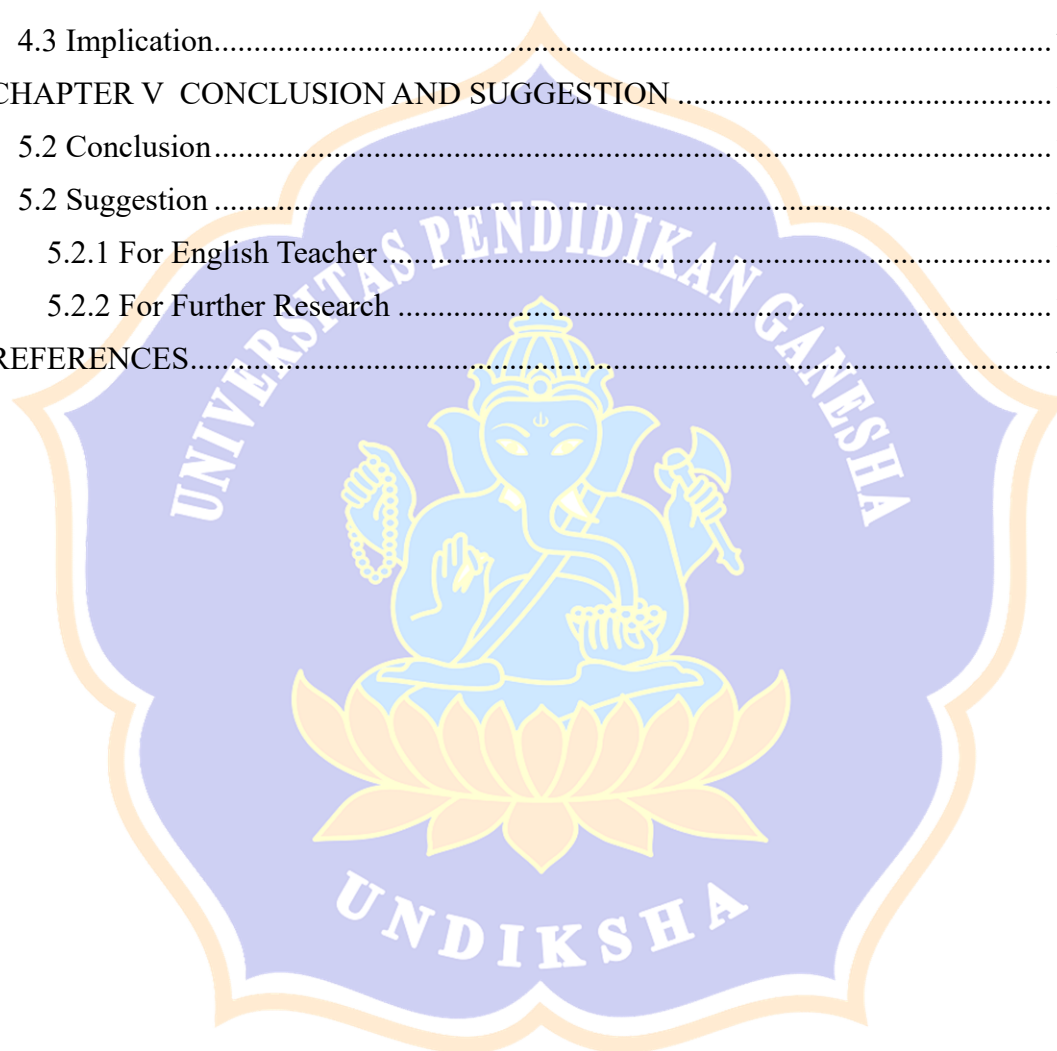 4.3 Implication
CHAPTER V  CONCLUSION AND SUGGESTION
5.2 Conclusion
5.2 Suggestion
5.2.1 For English Teacher
5.2.2 For Further Research
REFERENCES
UNIVERSITAS PENDIDIKAN GANESHA
UNDIKSHA